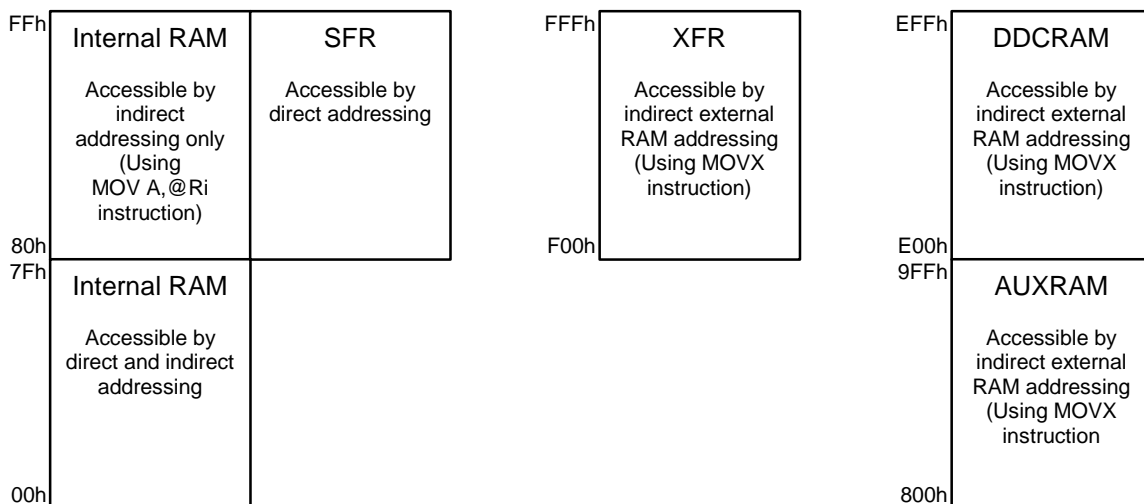 FFh
Internal RAM
Accessible by
indirect
addressing only
(Using
MOV A,@Ri
instruction)
80h
SFR
Accessible by
direct addressing
7Fh
Internal RAM
Accessible by
direct and indirect
addressing
00h
FFFh
XFR
Accessible by
indirect external
RAM addressing
(Using MOVX
instruction)
F00h
EFFh
DDCRAM
Accessible by
indirect external
RAM addressing
(Using MOVX
instruction)
E00h
9FFh
AUXRAM
Accessible by
indirect external
RAM addressing
(Using MOVX
instruction
800h